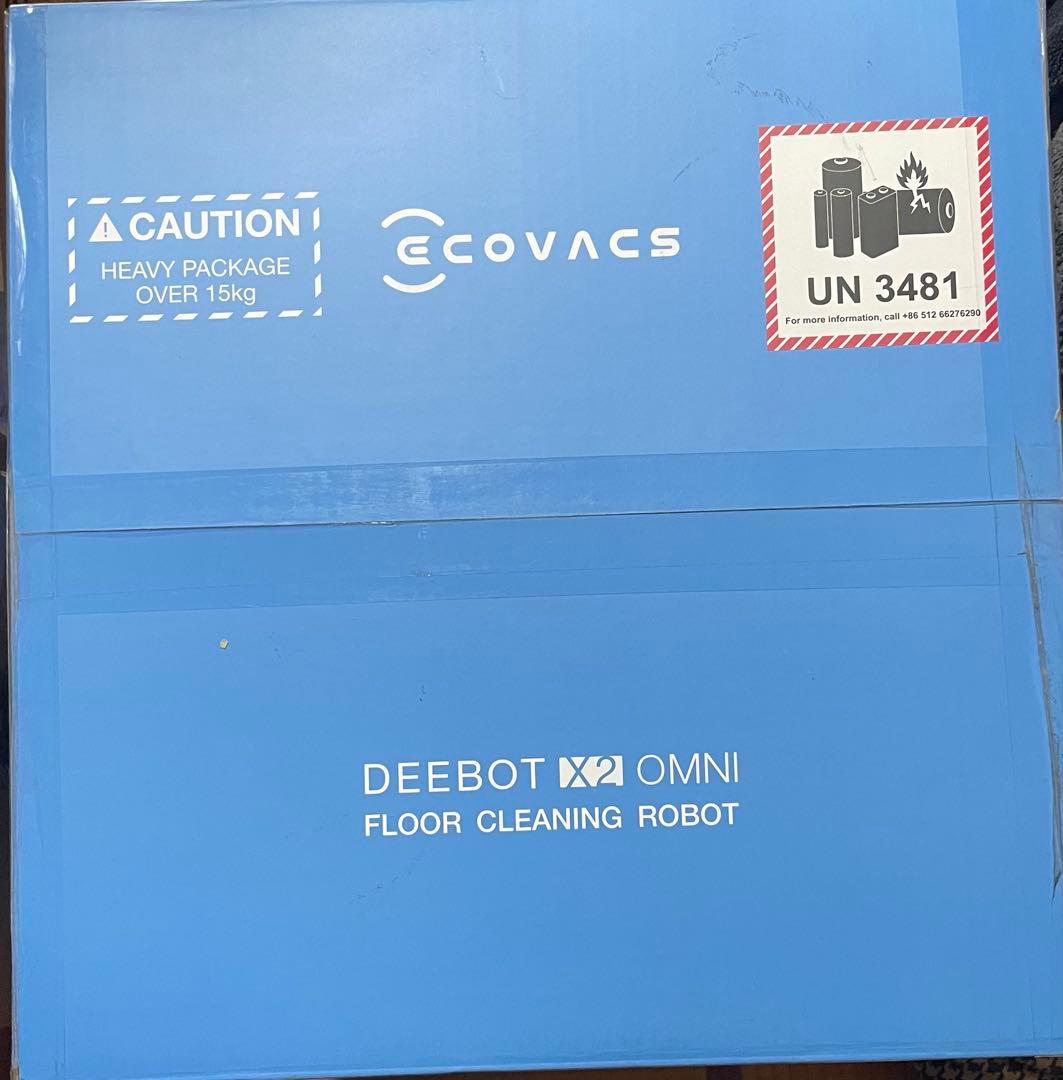 CAUTION
HEAVY PACKAGE
OVER 15kg
ECOVACS
UN 3481
For more information, call +86 512 66276290
DEEBOT X2 OMNI
FLOOR CLEANING ROBOT